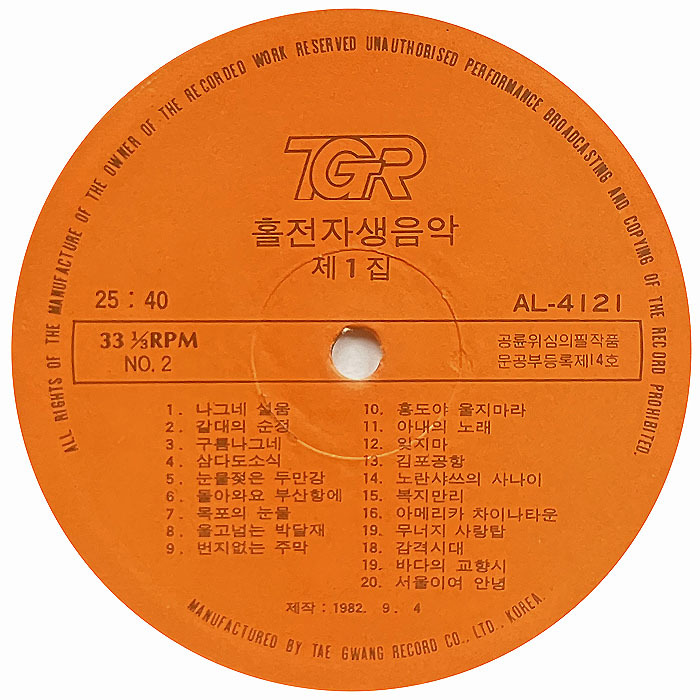 ALL RIGHTS OF THE MANUFACTURE OF THE OWNER OF THE RECORDED WORK RESERVED UNAUTHORISED PERFORMANCE BROADCASTING AND COPYING OF THE RECORD PROHIBITED.
TGR
홀전자생음악
제1집
25 : 40
AL-4121
33 ⅓RPM
NO. 2
공륜위심의필작품
문공부등록제14호
1. 나그네 설움
2. 갈대의 순정
3. 구름나그네
4. 삼다도소식
5. 눈물젖은 두만강
6. 돌아와요 부산항에
7. 목포의 눈물
8. 울고넘는 박달재
9. 번지없는 주막
10. 홍도야 울지마라
11. 아내의 노래
12. 잊지마
13. 김포공항
14. 노란샤쓰의 사나이
15. 복지만리
16. 아메리카 차이나타운
19. 무너지 사랑탑
18. 감격시대
19. 바다의 교향시
20. 서울이여 안녕
제작 : 1982. 9. 4
MANUFACTURED BY TAE GWANG RECORD CO., LTD., KOREA.